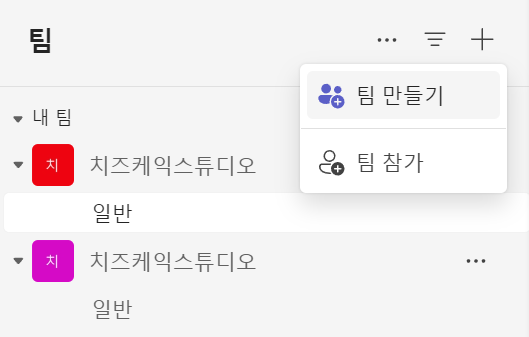 팀
팀 만들기
팀 참가
내 팀
치 치즈케익스튜디오
일반
치 치즈케익스튜디오
일반